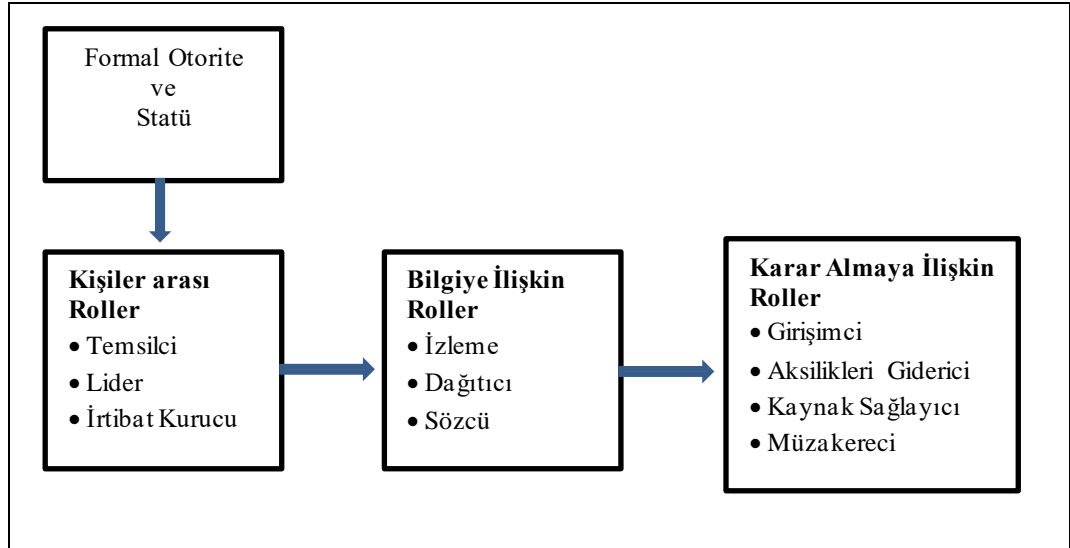 Formal Otorite
ve
Statü
Kişiler arası
Roller
• Temsilci
• Lider
• İrtibat Kurucu
Bilgiye İlişkin
Roller
• İzleme
• Dağıtıcı
• Sözcü
Karar Almaya İlişkin
Roller
• Girişimci
• Aksilikleri Giderici
• Kaynak Sağlayıcı
• Müzakereci